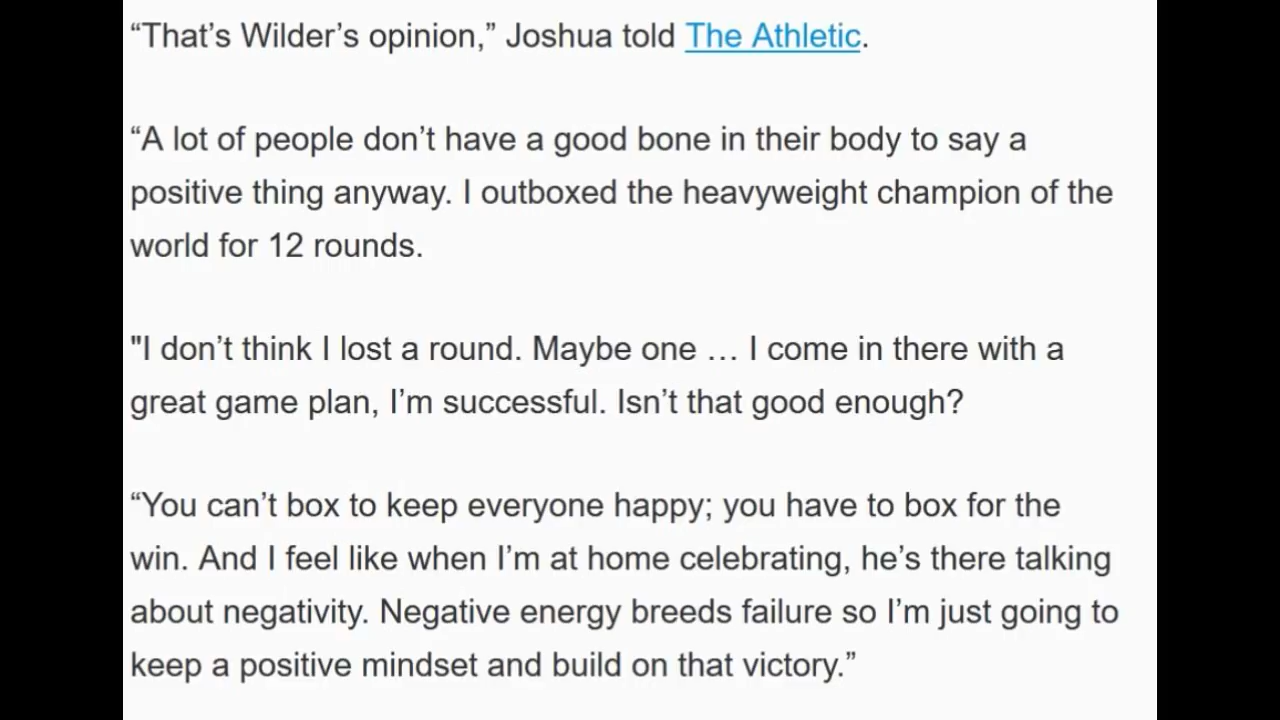 “That’s Wilder’s opinion,” Joshua told The Athletic.
“A lot of people don’t have a good bone in their body to say a
positive thing anyway. I outboxed the heavyweight champion of the
world for 12 rounds.
"I don’t think I lost a round. Maybe one … I come in there with a
great game plan, I’m successful. Isn’t that good enough?
“You can’t box to keep everyone happy; you have to box for the
win. And I feel like when I’m at home celebrating, he’s there talking
about negativity. Negative energy breeds failure so I’m just going to
keep a positive mindset and build on that victory.”